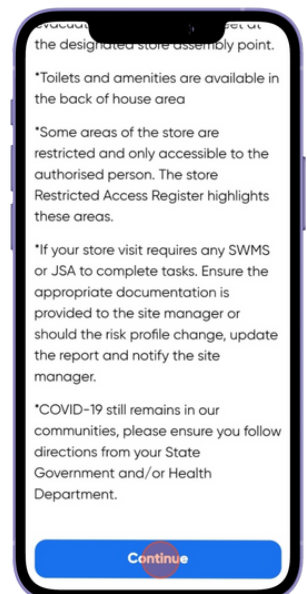 the designated store assembly point.
*Toilets and amenities are available in
the back of house area
*Some areas of the store are
restricted and only accessible to the
authorised person. The store
Restricted Access Register highlights
these areas.
*If your store visit requires any SWMS
or JSA to complete tasks. Ensure the
appropriate documentation is
provided to the site manager or
should the risk profile change, update
the report and notify the site
manager.
*COVID-19 still remains in our
communities, please ensure you follow
directions from your State
Government and/or Health
Department.
Continue